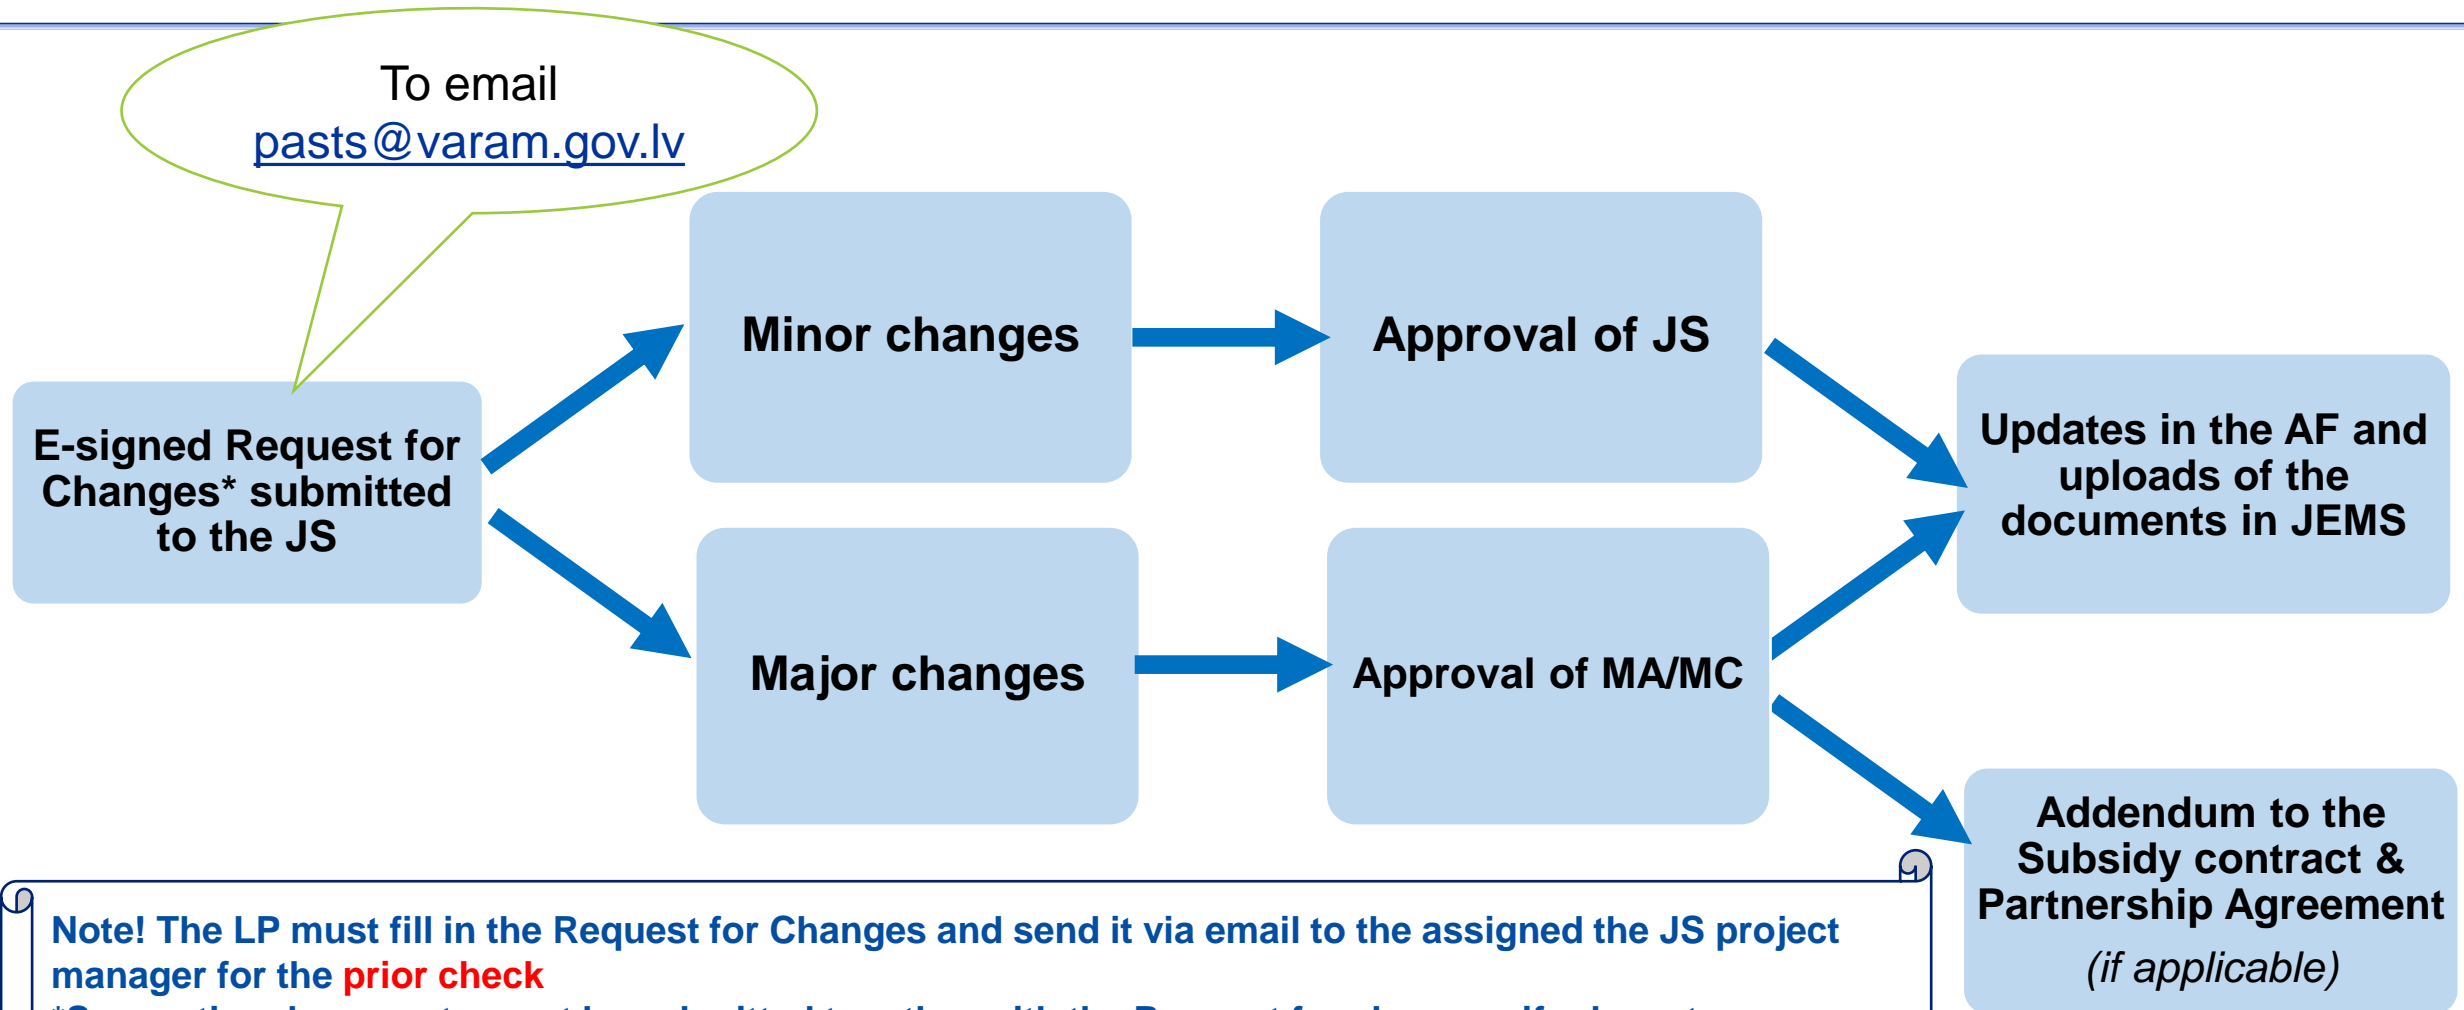 To email
pasts@varam.gov.lv
E-signed Request for
Changes* submitted
to the JS
Minor changes
Approval of JS
Major changes
Approval of MA/MC
Updates in the AF and
uploads of the
documents in JEMS
Addendum to the
Subsidy contract &
Partnership Agreement
(if applicable)
Note! The LP must fill in the Request for Changes and send it via email to the assigned the JS project
manager for the prior check